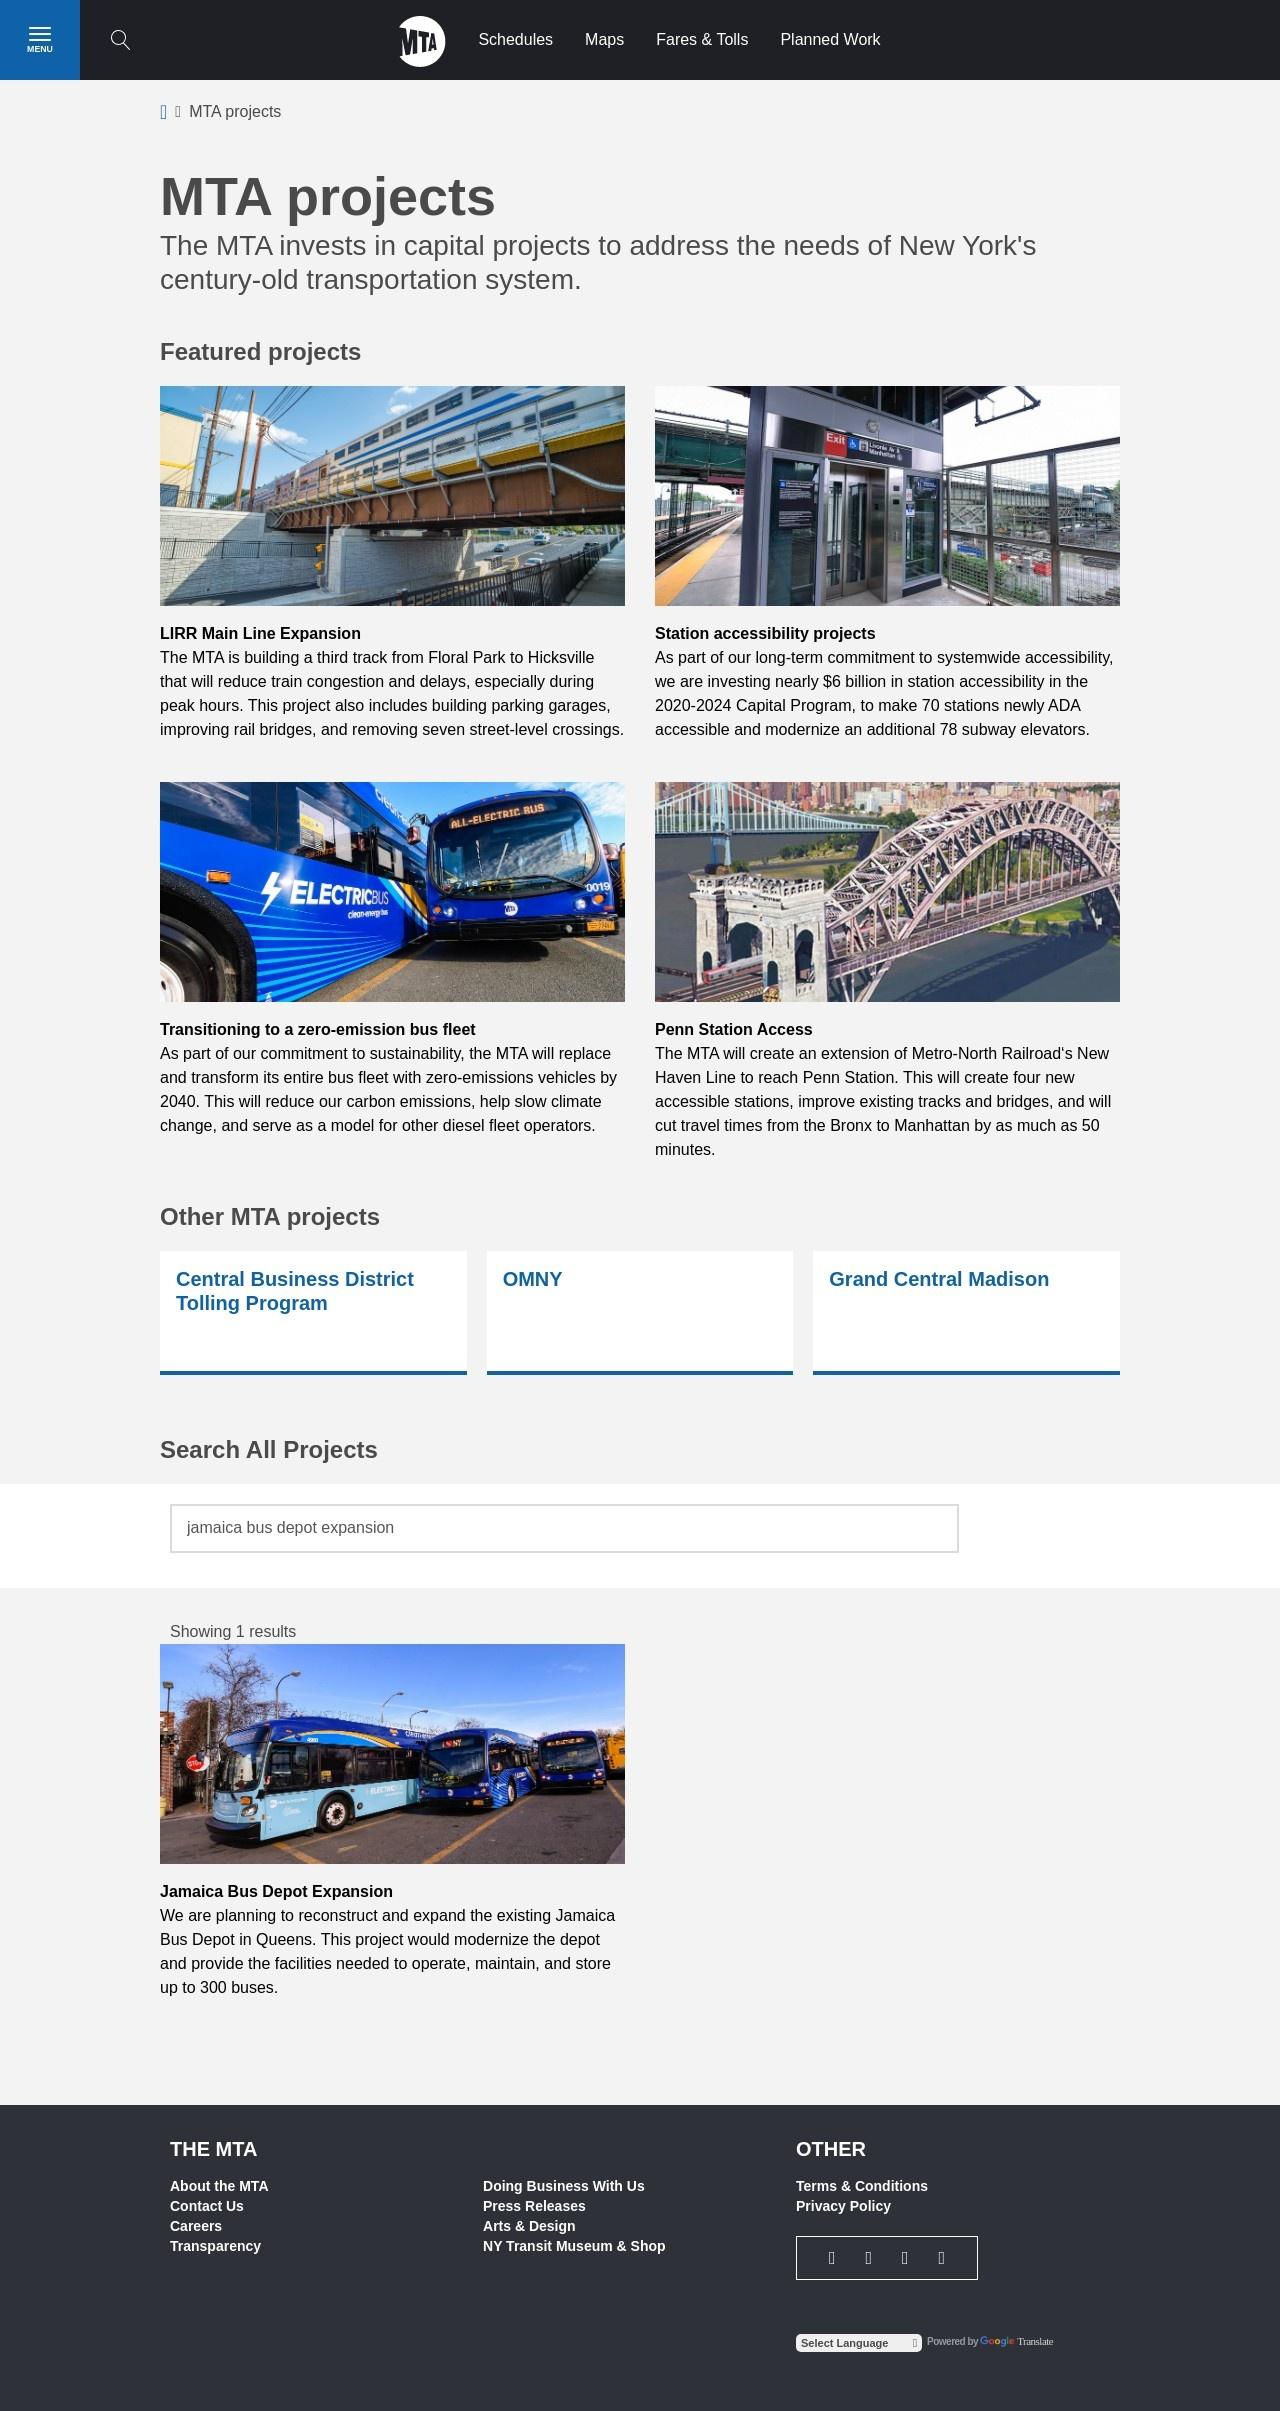 MENU
MTA
Schedules
Maps
Fares & Tolls
Planned Work
MTA projects
MTA projects
The MTA invests in capital projects to address the needs of New York's
century-old transportation system.
Featured projects
Exit
Livonia Av &
Manhattan
LIRR Main Line Expansion
The MTA is building a third track from Floral Park to Hicksville
that will reduce train congestion and delays, especially during
peak hours. This project also includes building parking garages,
improving rail bridges, and removing seven street-level crossings.
Station accessibility projects
As part of our long-term commitment to systemwide accessibility,
we are investing nearly $6 billion in station accessibility in the
2020-2024 Capital Program, to make 70 stations newly ADA
accessible and modernize an additional 78 subway elevators.
ALL-ELECTRIC BUS
ELECTRICBUS
clean-energy bus
0019
MTA
Transitioning to a zero-emission bus fleet
As part of our commitment to sustainability, the MTA will replace
and transform its entire bus fleet with zero-emissions vehicles by
2040. This will reduce our carbon emissions, help slow climate
change, and serve as a model for other diesel fleet operators.
Penn Station Access
The MTA will create an extension of Metro-North Railroad‘s New
Haven Line to reach Penn Station. This will create four new
accessible stations, improve existing tracks and bridges, and will
cut travel times from the Bronx to Manhattan by as much as 50
minutes.
Other MTA projects
Central Business District
Tolling Program
OMNY
Grand Central Madison
Search All Projects
jamaica bus depot expansion
Showing 1 results
STOP
Jamaica Bus Depot Expansion
We are planning to reconstruct and expand the existing Jamaica
Bus Depot in Queens. This project would modernize the depot
and provide the facilities needed to operate, maintain, and store
up to 300 buses.
THE MTA
About the MTA
Contact Us
Careers
Transparency
Doing Business With Us
Press Releases
Arts & Design
NY Transit Museum & Shop
OTHER
Terms & Conditions
Privacy Policy
Select Language
Powered by Google Translate